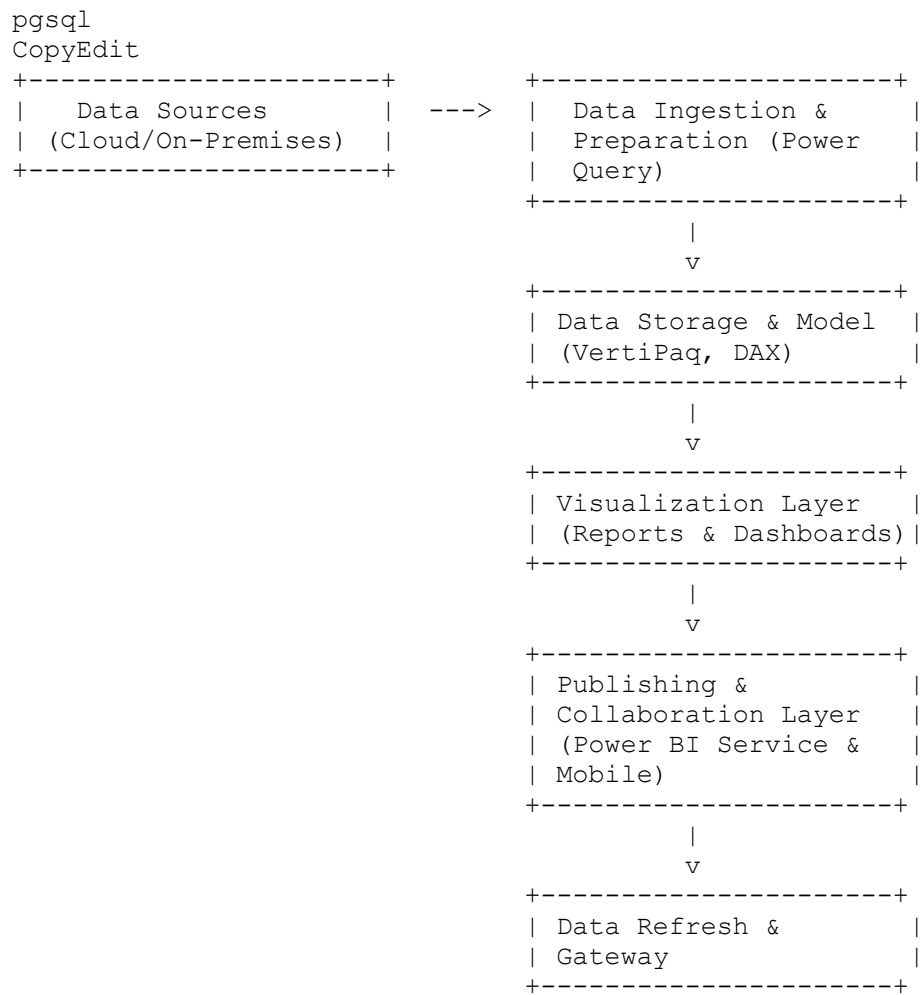 pgsql
CopyEdit
+----------------------+       +----------------------+
|   Data Sources       |  ---> |  Data Ingestion &    |
| (Cloud/On-Premises)  |       |  Preparation (Power  |
+----------------------+       |  Query)              |
                               +----------------------+
                                         |
                                         v
                               +----------------------+
                               | Data Storage & Model |
                               | (VertiPaq, DAX)      |
                               +----------------------+
                                         |
                                         v
                               +----------------------+
                               | Visualization Layer  |
                               | (Reports & Dashboards)|
                               +----------------------+
                                         |
                                         v
                               +----------------------+
                               | Publishing &         |
                               | Collaboration Layer  |
                               | (Power BI Service &  |
                               | Mobile)              |
                               +----------------------+
                                         |
                                         v
                               +----------------------+
                               | Data Refresh &       |
                               | Gateway              |
                               +----------------------+